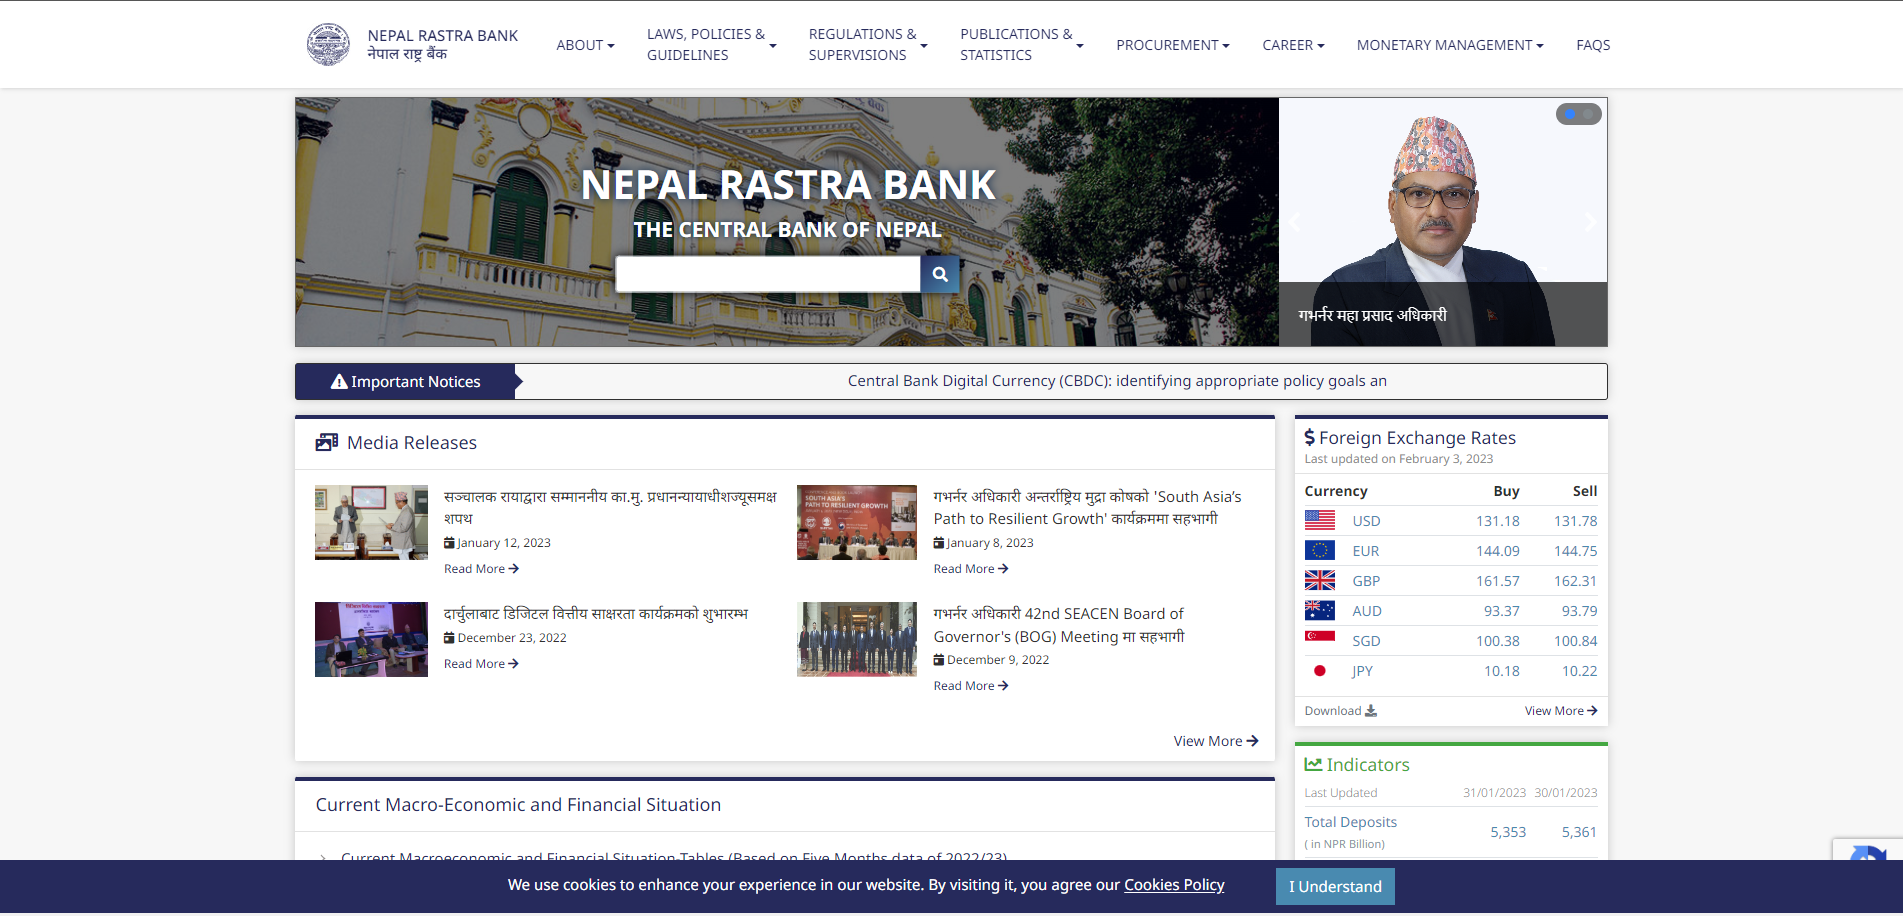 NEPAL RASTRA BANK
नेपाल राष्ट्र बैंक
ABOUT
LAWS, POLICIES &
GUIDELINES
REGULATIONS &
SUPERVISIONS
PUBLICATIONS &
STATISTICS
PROCUREMENT
CAREER
MONETARY MANAGEMENT
FAQS
NEPAL RASTRA BANK
THE CENTRAL BANK OF NEPAL
गभर्नर महा प्रसाद अधिकारी
Important Notices
Central Bank Digital Currency (CBDC): identifying appropriate policy goals an
Media Releases
सञ्चालक रायाद्वारा सम्माननीय का.मु. प्रधानन्यायाधीशज्यूसमक्ष
शपथ
January 12, 2023
Read More
गभर्नर अधिकारी अन्तर्राष्ट्रिय मुद्रा कोषको 'South Asia’s
Path to Resilient Growth' कार्यक्रममा सहभागी
January 8, 2023
Read More
SOUTH ASIA'S
PATH TO RESILIENT GROWTH
दार्चुलाबाट डिजिटल वित्तीय साक्षरता कार्यक्रमको शुभारम्भ
December 23, 2022
Read More
गभर्नर अधिकारी 42nd SEACEN Board of
Governor's (BOG) Meeting मा सहभागी
December 9, 2022
Read More
View More
Current Macro-Economic and Financial Situation
Current Macroeconomic and Financial Situation-Tables (Based on Five Months data of 2022/23)
Foreign Exchange Rates
Last updated on February 3, 2023
Currency Buy Sell
USD 131.18 131.78
EUR 144.09 144.75
GBP 161.57 162.31
AUD 93.37 93.79
SGD 100.38 100.84
JPY 10.18 10.22
Download View More
Indicators
Last Updated 31/01/2023 30/01/2023
Total Deposits 5,353 5,361
( in NPR Billion)
We use cookies to enhance your experience in our website. By visiting it, you agree our Cookies Policy
I Understand